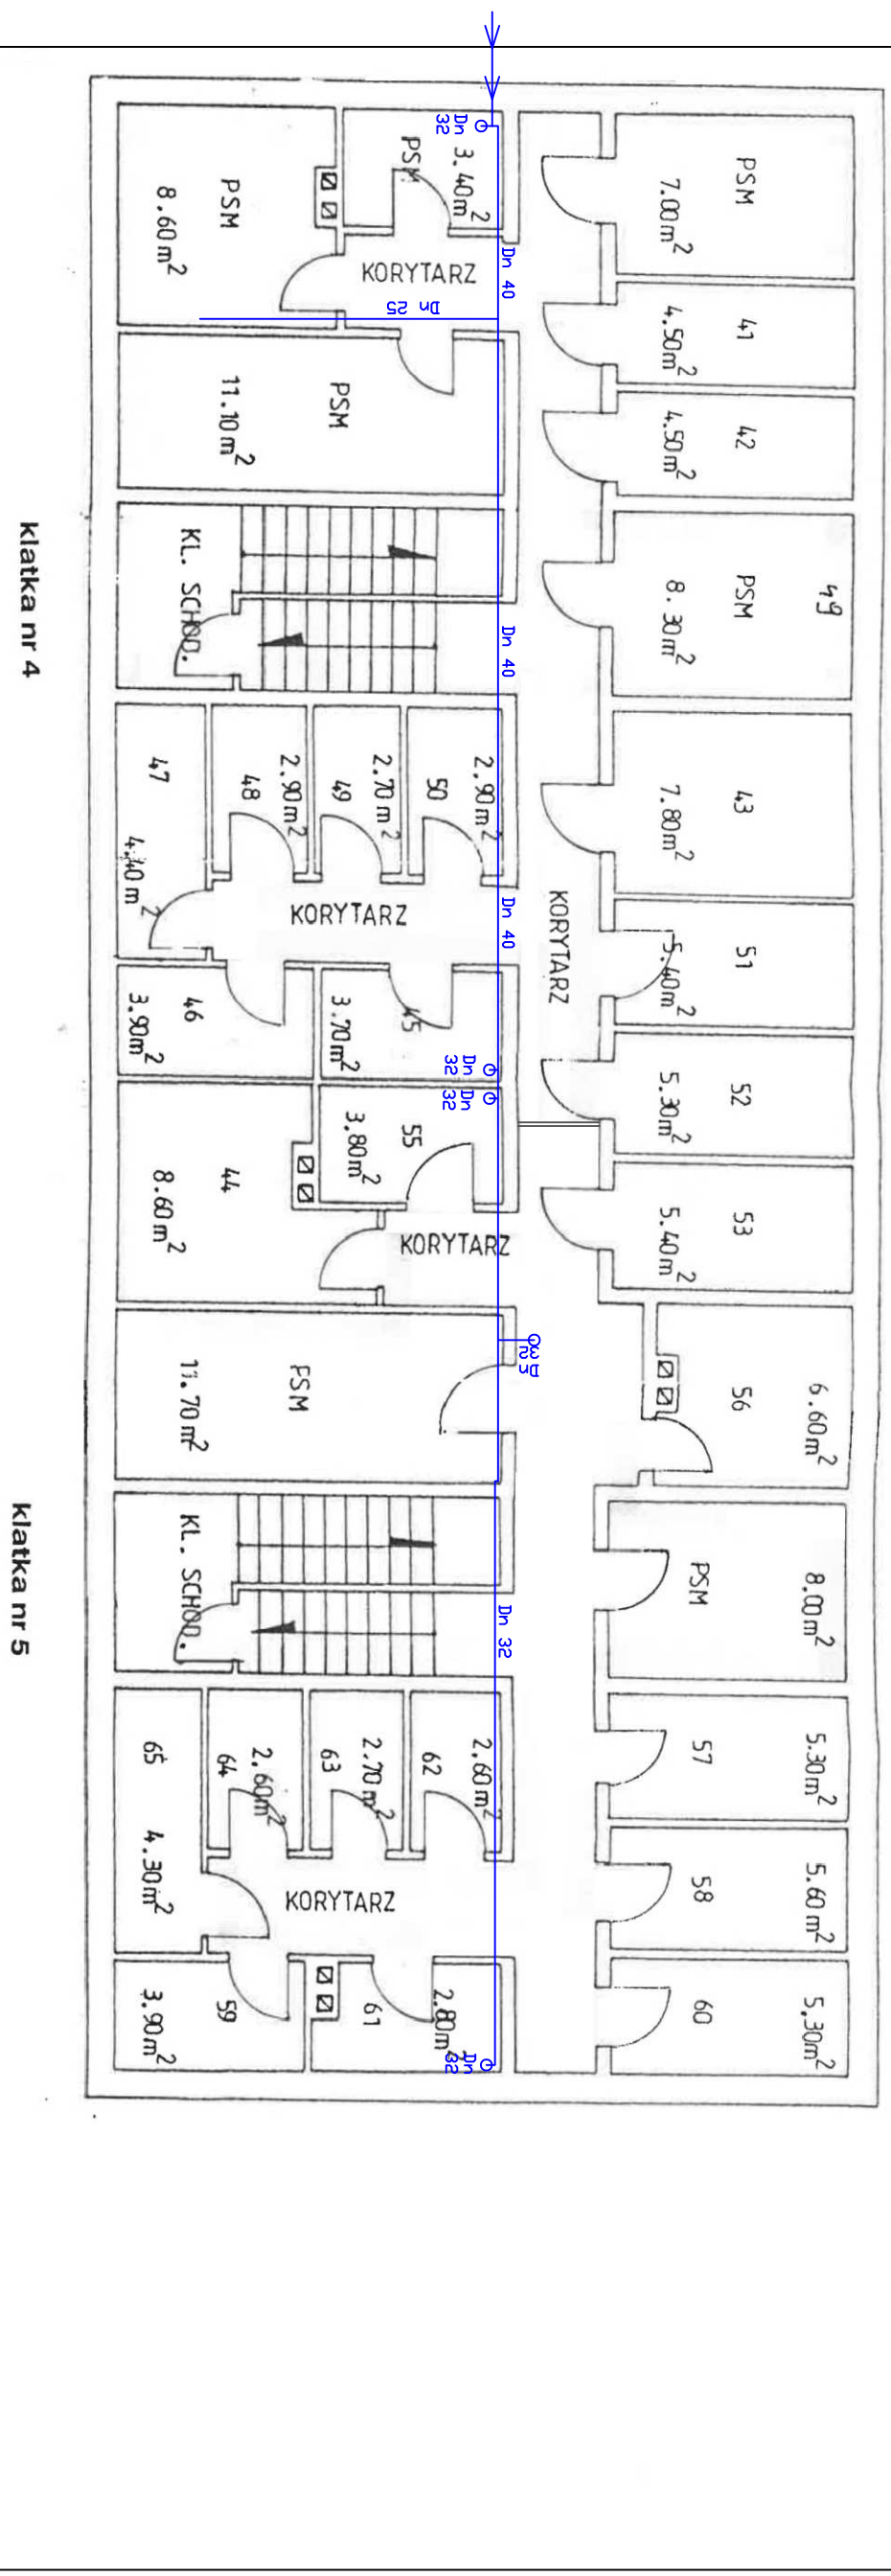 PSM
7.00m²
41
4.50m²
42
4.50m²
49
PSM
8.30m²
43
7.80m²
51
5.40m²
52
5.30m²
53
5.40m²
6.60m²
56
8.00m²
PSM
5.30m²
57
5.60m²
58
5.30m²
60
KORYTARZ
Dn
32
3.40m²
PSM
Dn 40
KORYTARZ
Dn 25
PSM
8.60m²
PSM
11.10m²
KL. SCHOD.
Dn 40
2.90m²
50
2.70m²
49
2.90m²
48
47
4.40m²
Dn 40
KORYTARZ
45
3.70m²
46
3.90m²
Dn
32
Dn
32
55
3.80m²
44
8.60m²
KORYTARZ
PSM
11.70m²
KL. SCHOD.
Dn 32
2.60m²
62
2.70m²
63
2.60m²
64
65
4.30m²
KORYTARZ
2.80m²
61
Dn
32
59
3.90m²
klatka nr 4
klatka nr 5